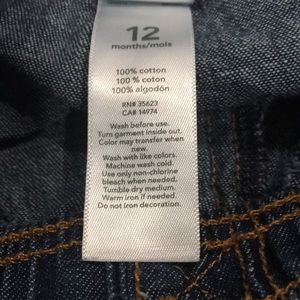 12
months/mois
100% cotton
100 % coton
100% algodón
RN# 35623
CA# 14974
Wash before use.
Turn garment inside out.
Color may transfer when
new.
Wash with like colors.
Machine wash cold.
Use only non-chlorine
bleach when needed.
Tumble dry medium.
Warm iron if needed.
Do not iron decoration.